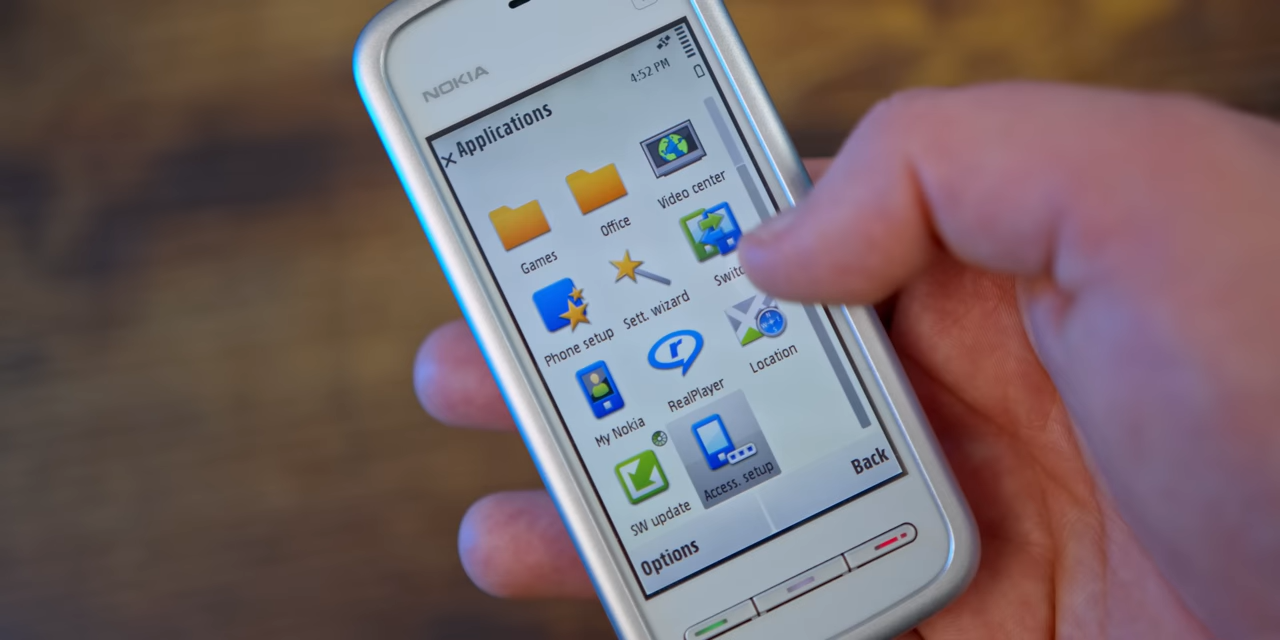 NOKIA
4:52 PM
Applications
Games
Office
Video center
Phone setup
Sett. wizard
Switc
My Nokia
RealPlayer
Location
SW update
Access. setup
Options
Back